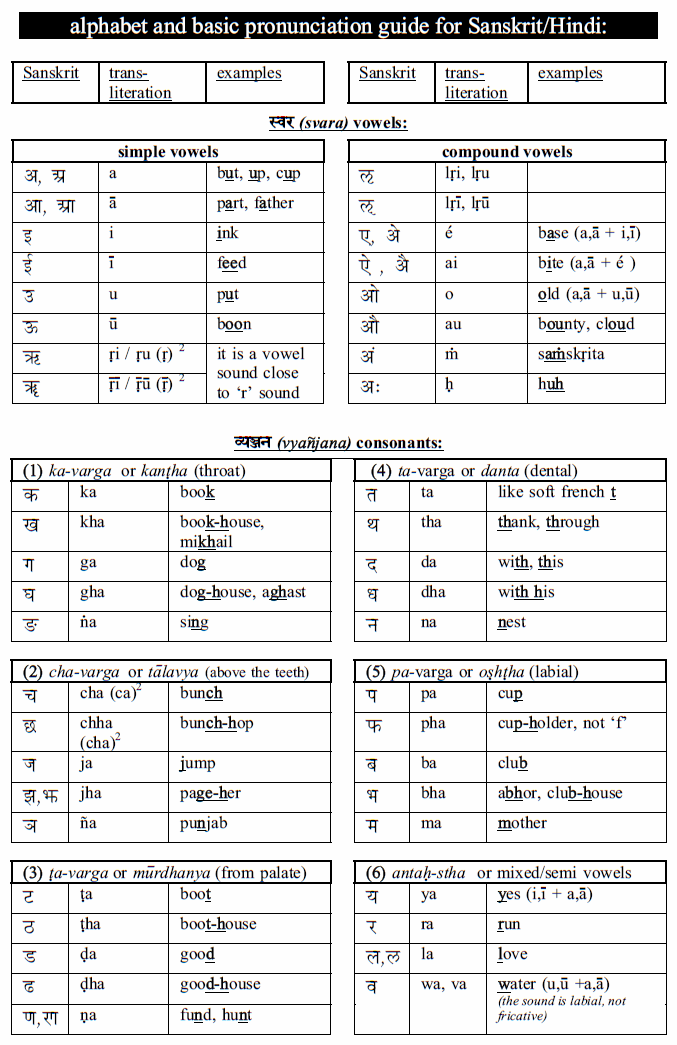 alphabet and basic pronunciation guide for Sanskrit/Hindi:
Sanskrit trans-literation examples
Sanskrit trans-literation examples
स्वर (svara) vowels:
simple vowels
अ, ऄ a but, up, cup
आ, ऄा ā part, father
इ i ink
ई ī feed
उ u put
ऊ ū boon
ऋ ṛi / ṛu (ṛ) 2 it is a vowel
sound close
ॠ ṝī / ṝū (ṝ) 2 to ‘r’ sound
compound vowels
ऌ lṛi, lṛu
ॡ lṛī, lṛū
ए, अे é base (a,ā + i,ī)
ऐ , अै ai bite (a,ā + é )
ओ o old (a,ā + u,ū)
औ au bounty, cloud
अं ṁ saṁskṛita
अः ḥ huh
व्यञ्जन (vyañjana) consonants:
(1) ka-varga or kanṭha (throat)
क ka book
ख kha book-house,
mikhail
ग ga dog
घ gha dog-house, aghast
ङ ṅa sing
(4) ta-varga or danta (dental)
त ta like soft french t
थ tha thank, through
द da with, this
ध dha with his
न na nest
(2) cha-varga or tālavya (above the teeth)
च cha (ca)2 bunch
छ chha bunch-hop
(cha)2
ज ja jump
झ,भ jha page-her
ञ ña punjab
(5) pa-varga or oṣhṭha (labial)
प pa cup
फ pha cup-holder, not ‘f’
ब ba club
भ bha abhor, club-house
म ma mother
(3) ṭa-varga or mūrdhanya (from palate)
ट ṭa boot
ठ ṭha boot-house
ड ḍa good
ढ ḍha good-house
ण,ण ṇa fund, hunt
(6) antaḥ-stha or mixed/semi vowels
य ya yes (i,ī + a,ā)
र ra run
ल,ल la love
व wa, va water (u,ū +a,ā)
(the sound is labial, not
fricative)